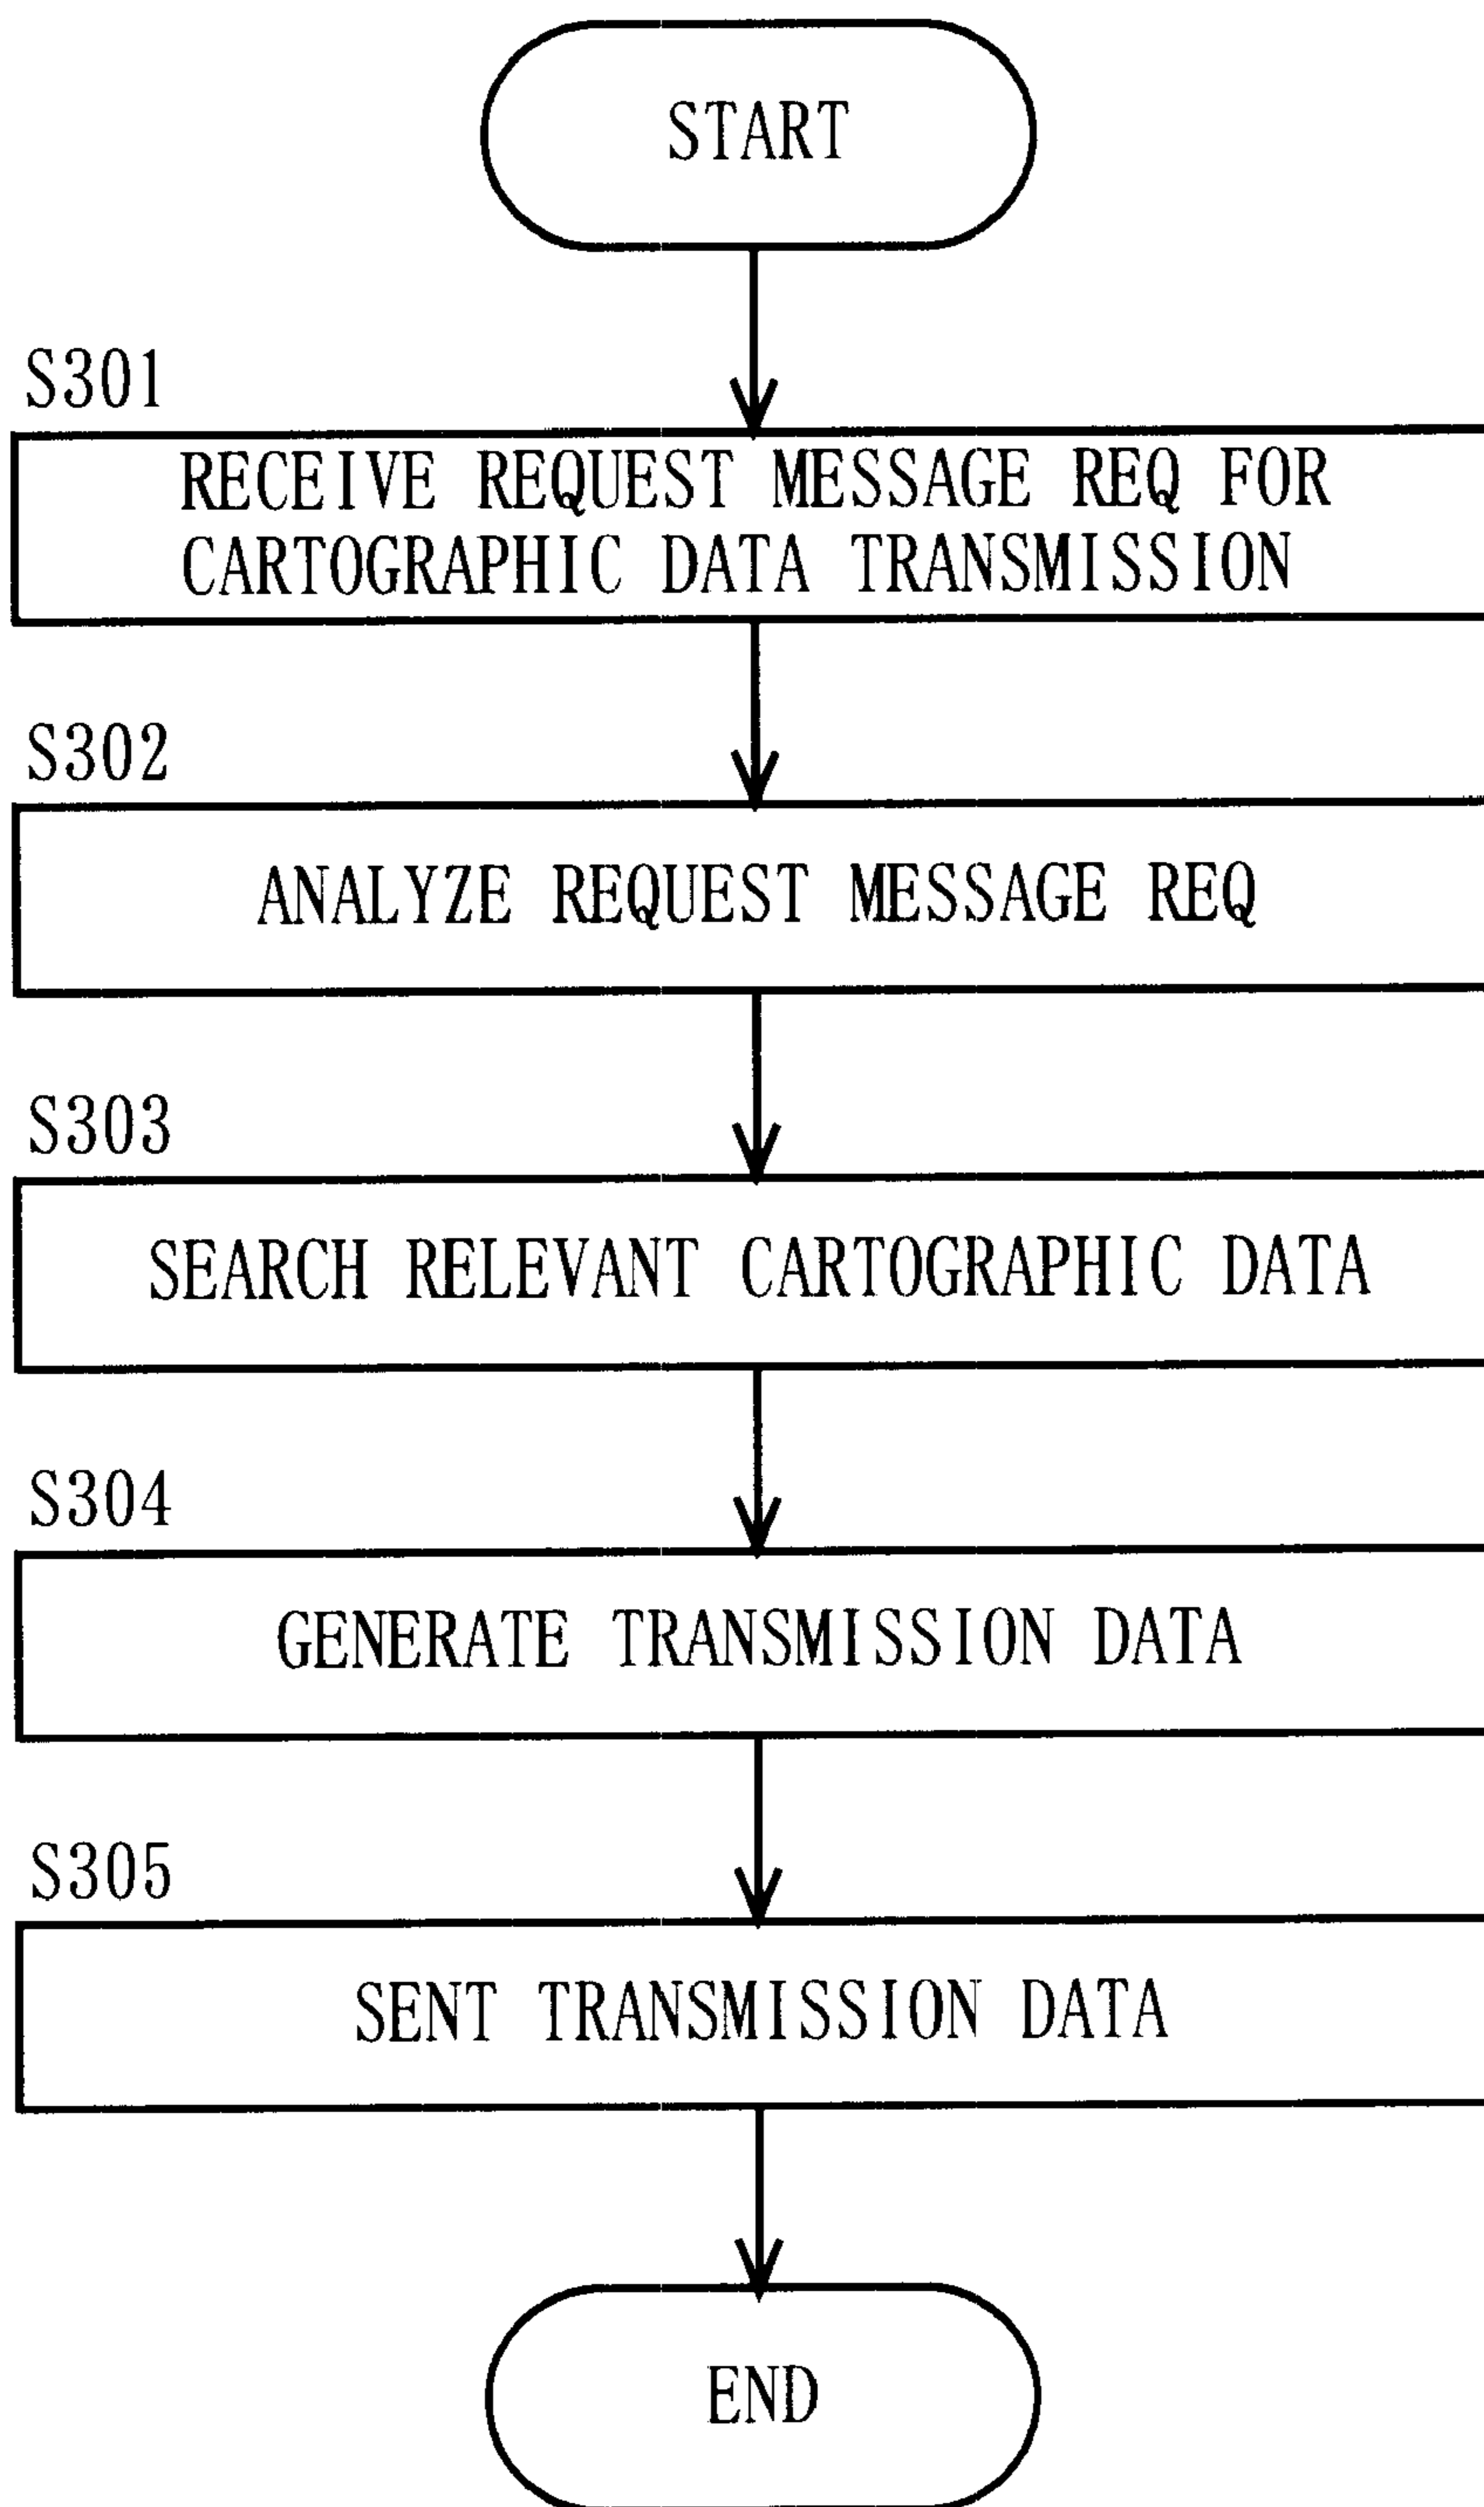 START
S301
RECEIVE REQUEST MESSAGE REQ FOR
CARTOGRAPHIC DATA TRANSMISSION
S302
ANALYZE REQUEST MESSAGE REQ
S303
SEARCH RELEVANT CARTOGRAPHIC DATA
S304
GENERATE TRANSMISSION DATA
S305
SENT TRANSMISSION DATA
END